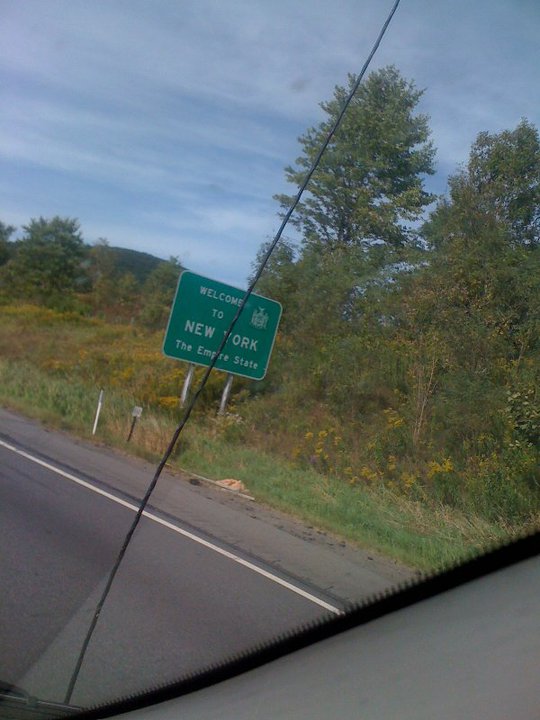 WELCOME
TO
NEW YORK
The Empire State